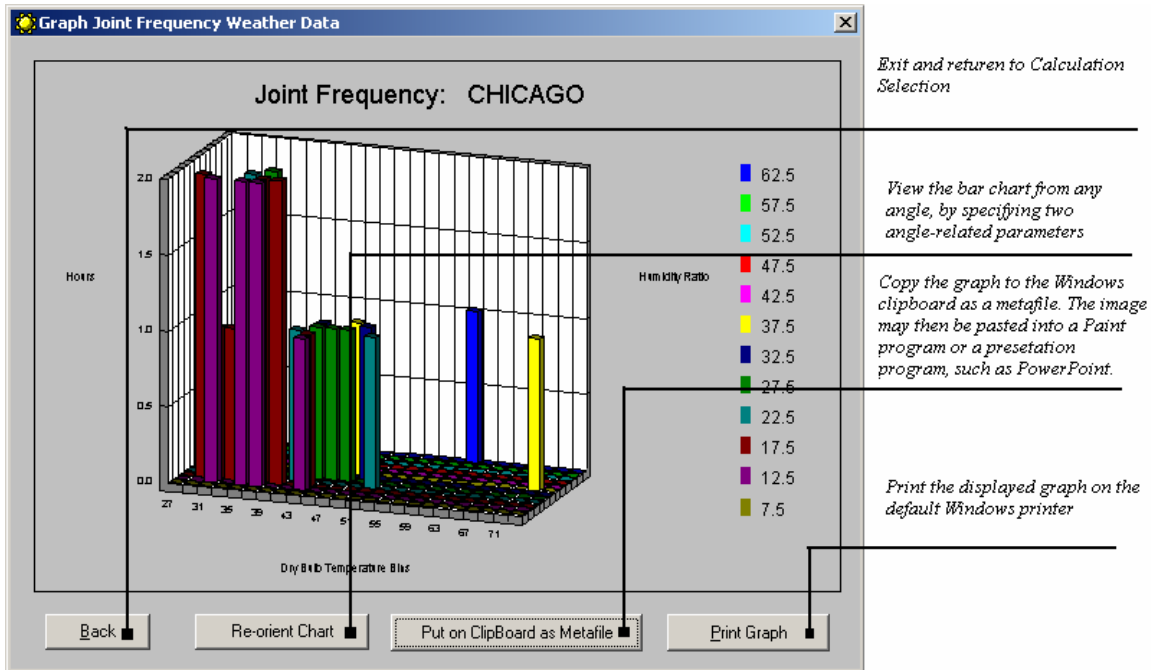 Graph Joint Frequency Weather Data
Joint Frequency: CHICAGO
2.0
1.5
1.0
0.5
0.0
Hours
27 31 35 39 43 47 51 55 59 63 67 71
Dry Bulb Temperature Bins
Humidity Ratio
62.5
57.5
52.5
47.5
42.5
37.5
32.5
27.5
22.5
17.5
12.5
7.5
Back
Re-orient Chart
Put on ClipBoard as Metafile
Print Graph
Exit and returen to Calculation
Selection
View the bar chart from any
angle, by specifying two
angle-related parameters
Copy the graph to the Windows
clipboard as a metafile. The image
may then be pasted into a Paint
program or a presetation
program, such as PowerPoint.
Print the displayed graph on the
default Windows printer